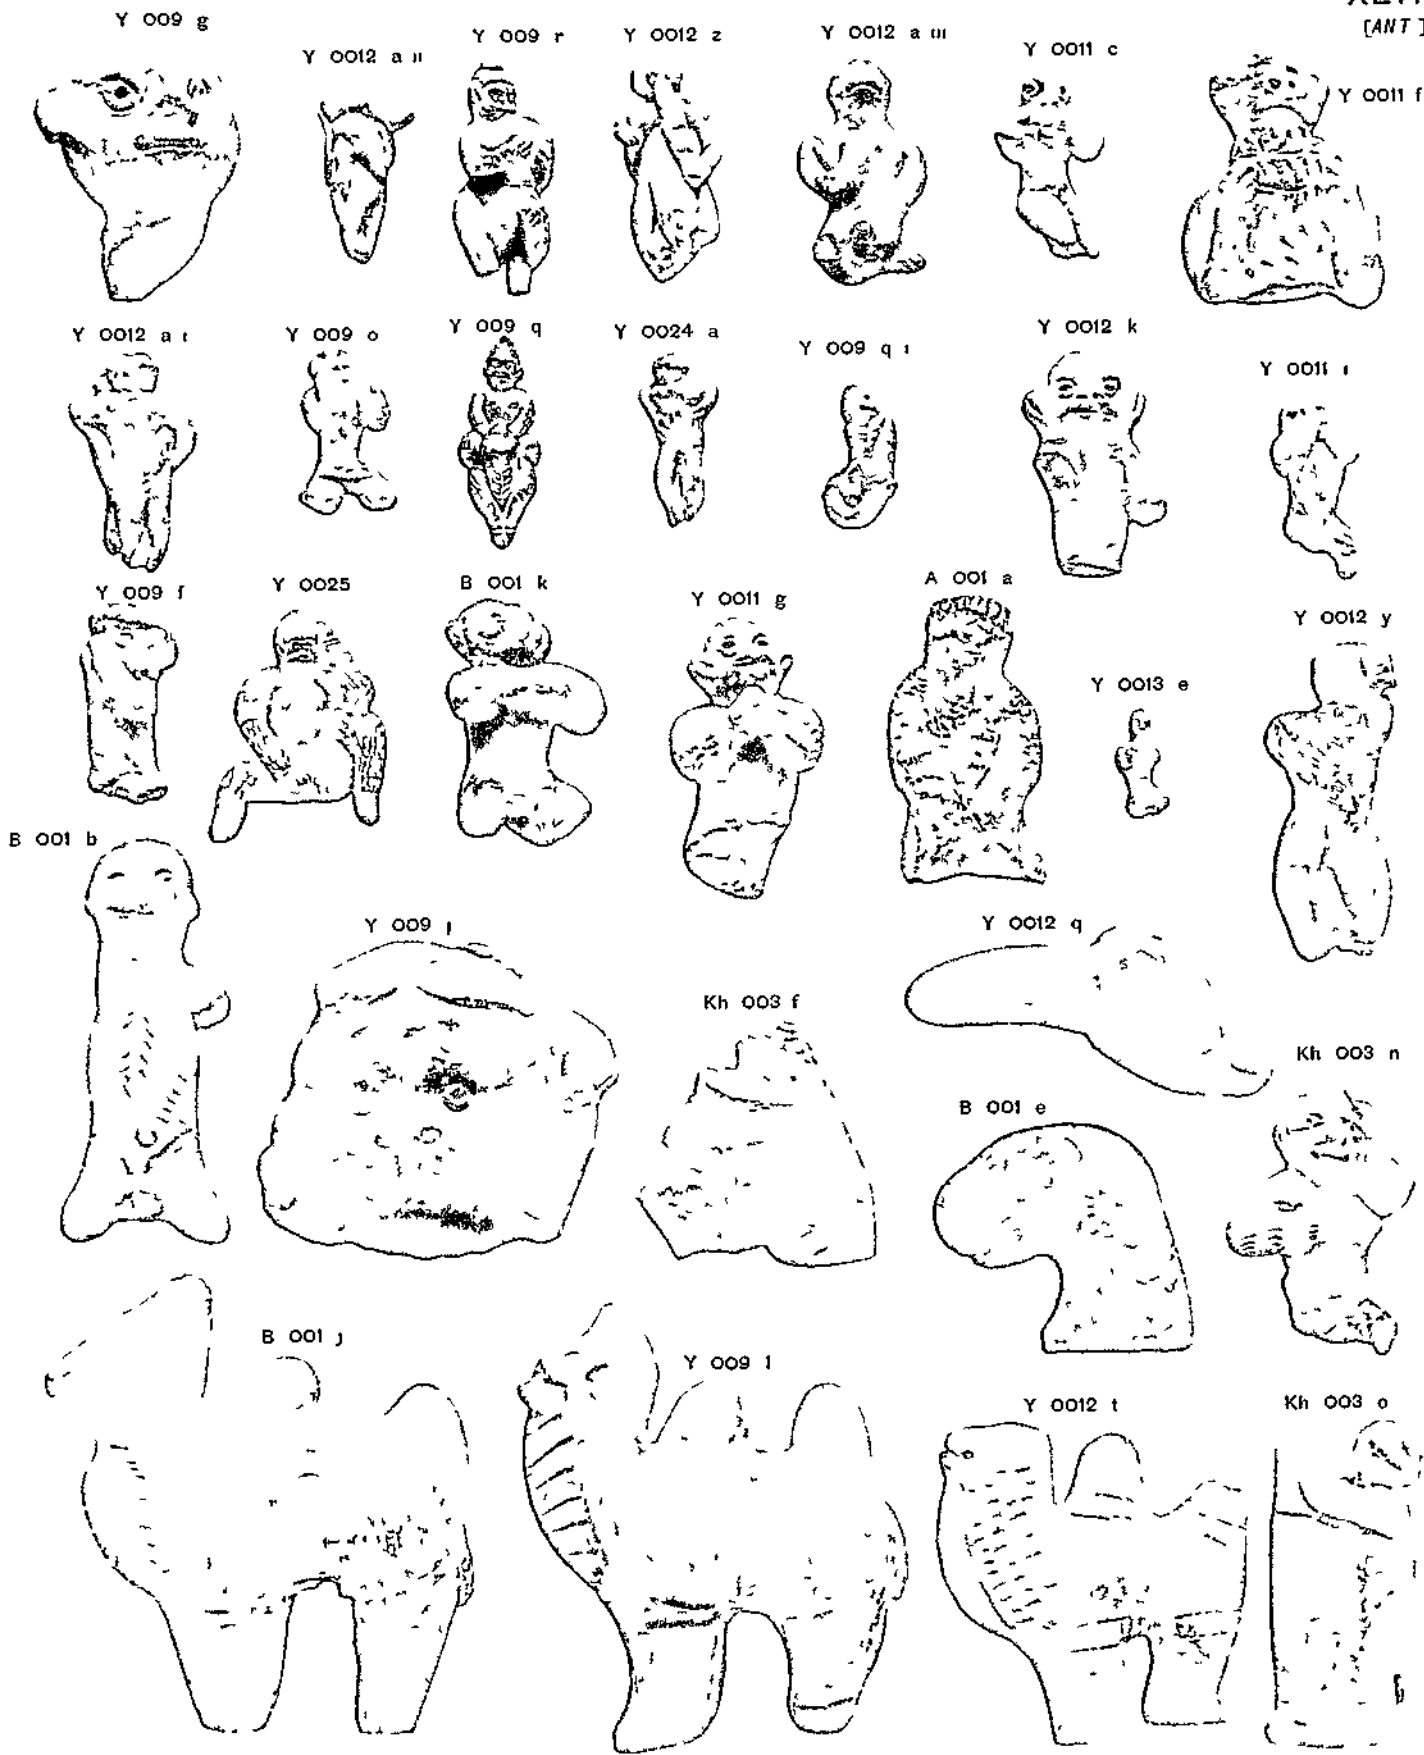 [ANT]
Y 009 g
Y 0012 a II
Y 009 r
Y 0012 z
Y 0012 a III
Y 0011 c
Y 0011 f
Y 0012 a I
Y 009 o
Y 009 q
Y 0024 a
Y 009 q I
Y 0012 k
Y 0011 i
Y 009 f
Y 0025
B 001 k
Y 0011 g
A 001 a
Y 0013 e
Y 0012 y
B 001 b
Y 009 j
Kh 003 f
Y 0012 q
B 001 e
Kh 003 n
B 001 j
Y 009 l
Y 0012 t
Kh 003 o